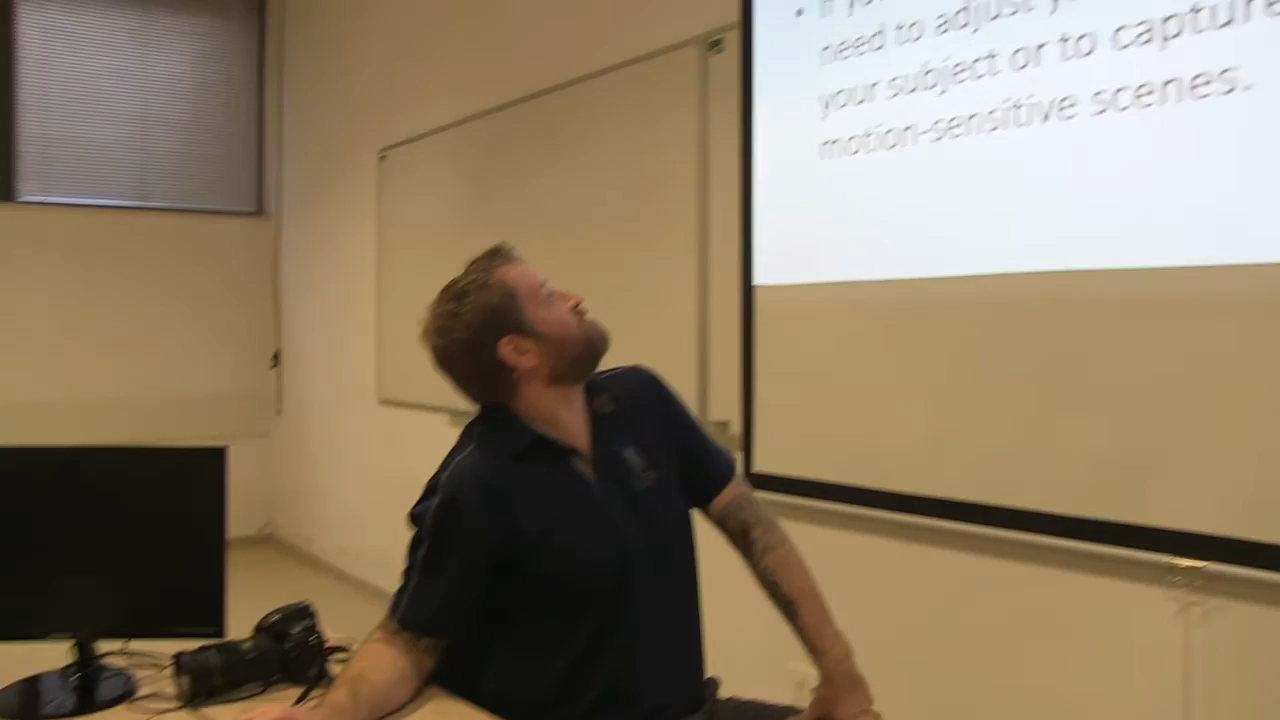 need to adjust
your subject or to capture
motion-sensitive scenes.